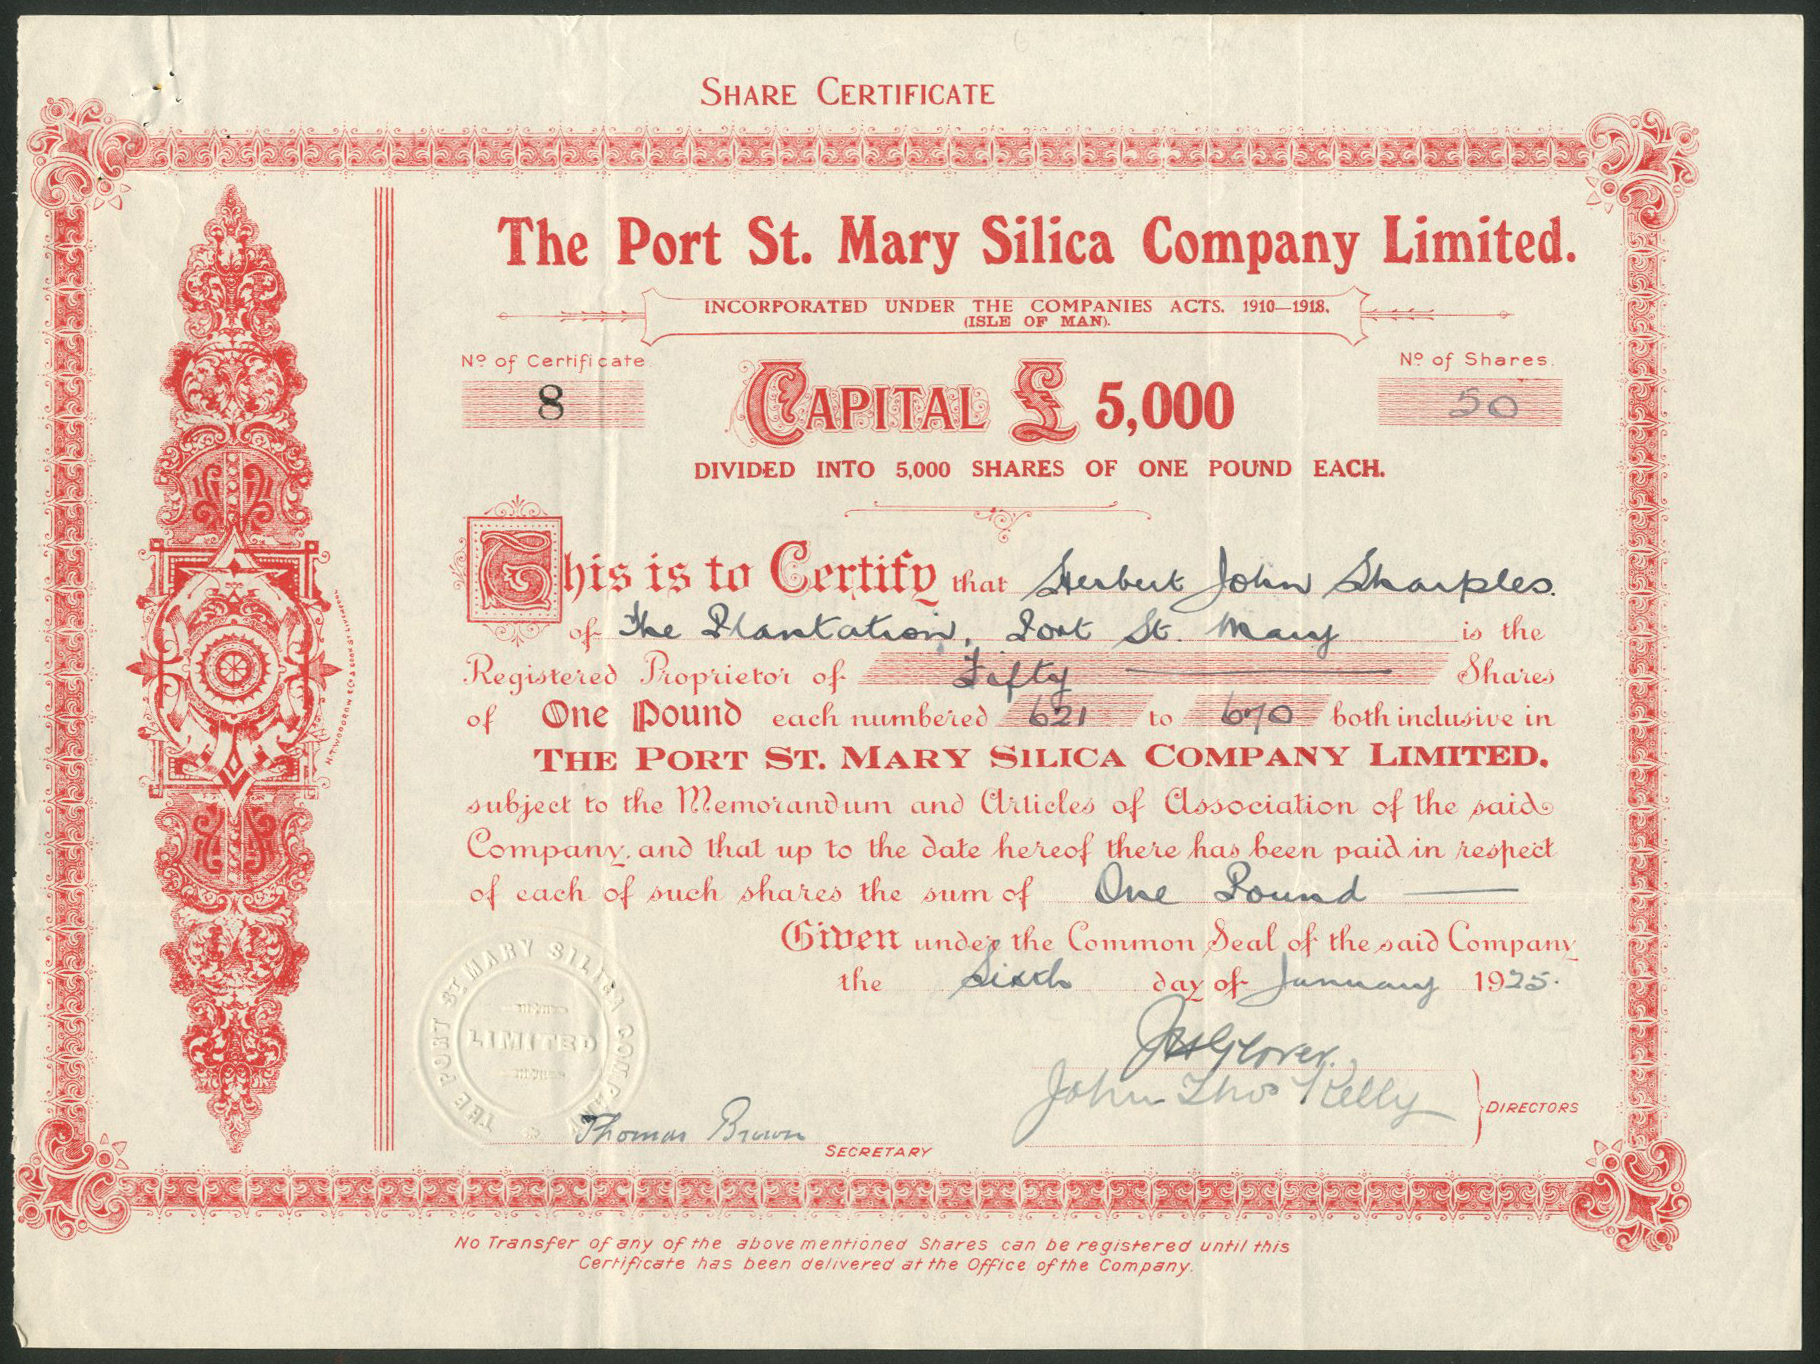 SHARE CERTIFICATE
The Port St. Mary Silica Company Limited.
INCORPORATED UNDER THE COMPANIES ACTS. 1910—1918.
(ISLE OF MAN).
Nº of Certificate
8
Nº of Shares.
50
CAPITAL £ 5,000
DIVIDED INTO 5,000 SHARES OF ONE POUND EACH.
This is to Certify that Herbert John Sharples.
of The Plantation, Port St. Mary is the
Registered Proprietor of Fifty Shares
of One Pound each numbered 621 to 670 both inclusive in
THE PORT ST. MARY SILICA COMPANY LIMITED.
subject to the Memorandum and Articles of Association of the said
Company, and that up to the date hereof there has been paid in respect
of each of such shares the sum of One Pound
Given under the Common Seal of the said Company
the Sixth day of January 1925.
THE PORT ST MARY SILICA COMPANY
LIMITED
Glover.
John Thos Kelly
DIRECTORS
Thomas Brown
SECRETARY
No Transfer of any of the above mentioned Shares can be registered until this
Certificate has been delivered at the Office of the Company.